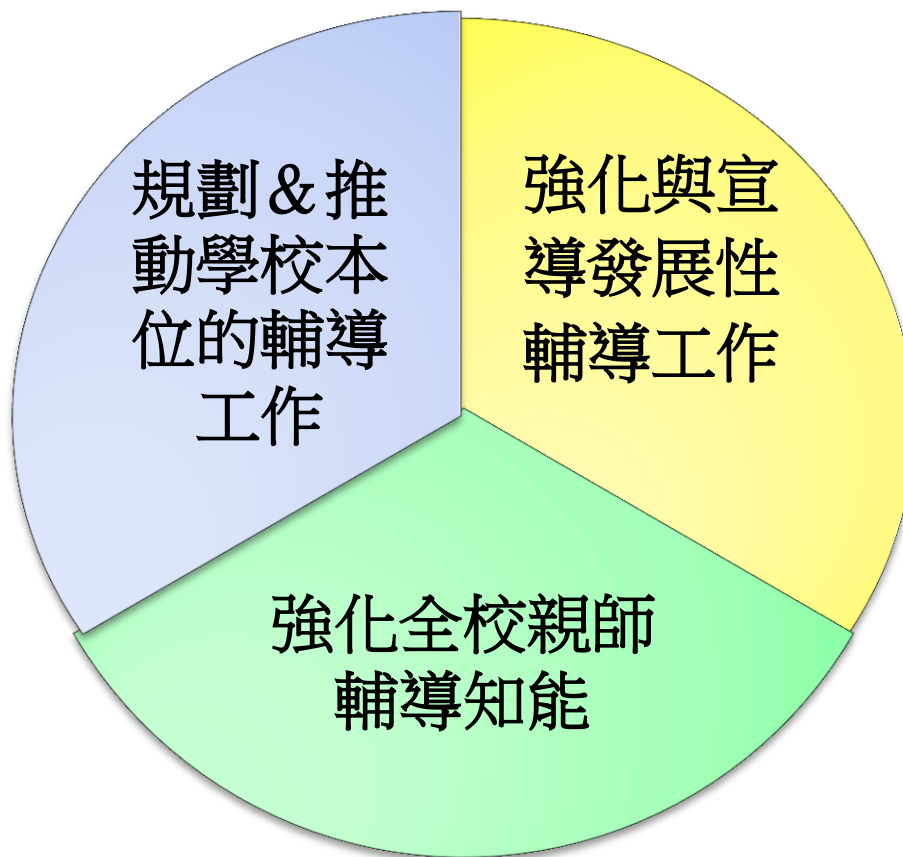 規劃&推
動學校本
位的輔導
工作
強化與宣
導發展性
輔導工作
強化全校親師
輔導知能